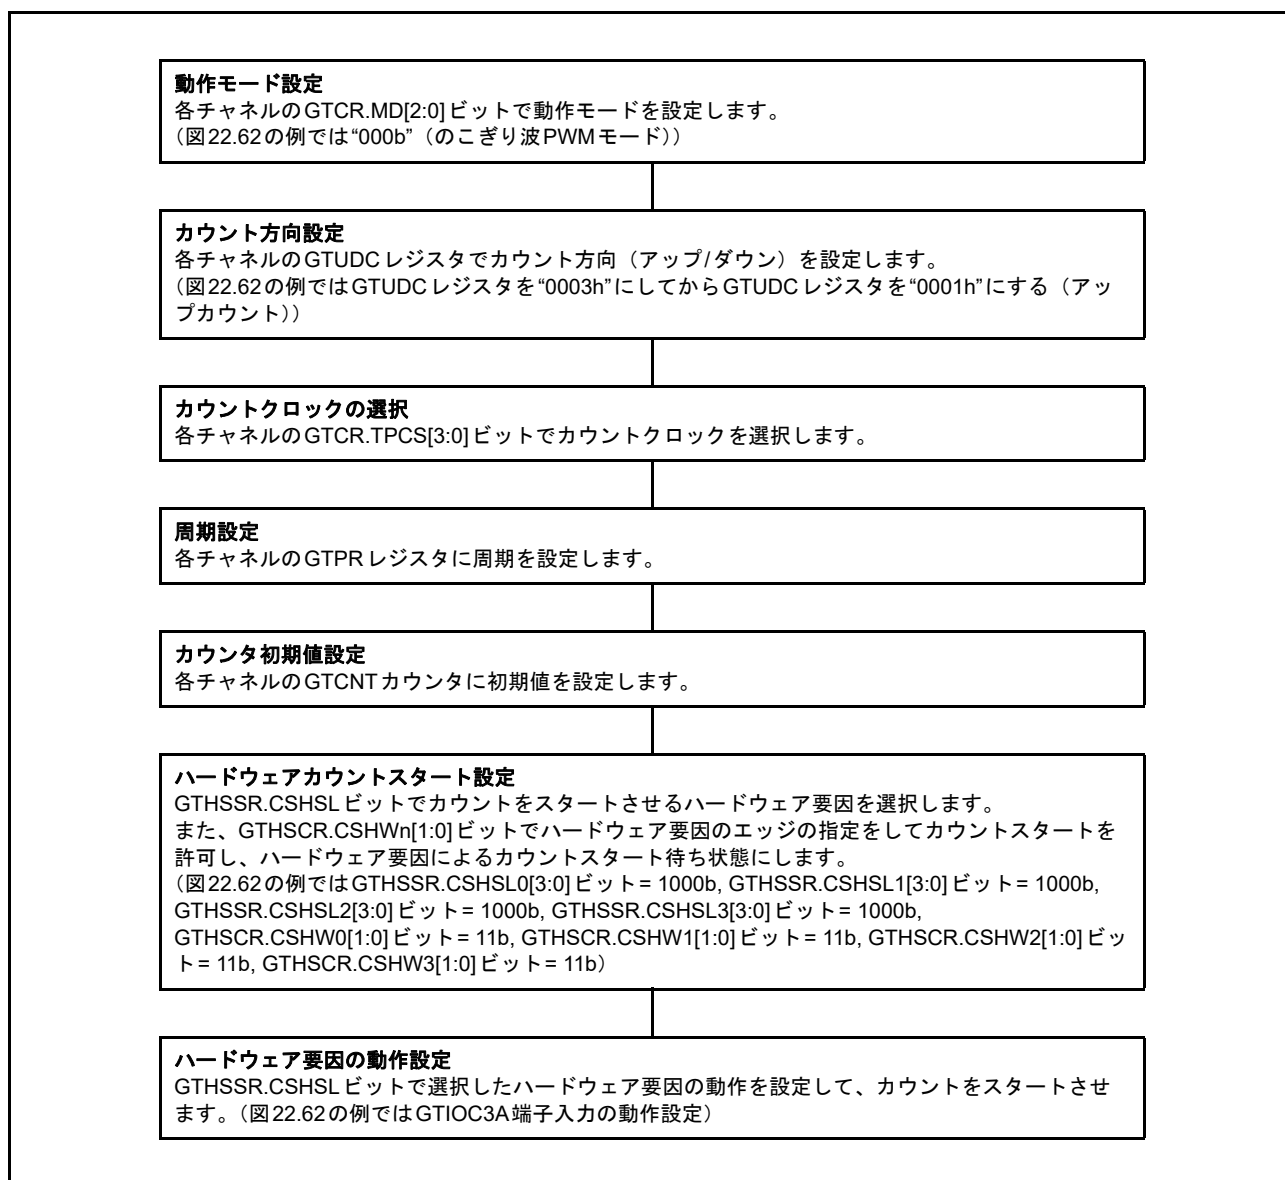 動作モード設定
各チャネルのGTCR.MD[2:0]ビットで動作モードを設定します。
（図22.62の例では“000b”（のこぎり波PWMモード））
カウント方向設定
各チャネルのGTUDCレジスタでカウント方向（アップ/ダウン）を設定します。
（図22.62の例ではGTUDCレジスタを“0003h”にしてからGTUDCレジスタを“0001h”にする（アッ
プカウント））
カウントクロックの選択
各チャネルのGTCR.TPCS[3:0]ビットでカウントクロックを選択します。
周期設定
各チャネルのGTPRレジスタに周期を設定します。
カウンタ初期値設定
各チャネルのGTCNTカウンタに初期値を設定します。
ハードウェアカウントスタート設定
GTHSSR.CSHSLビットでカウントをスタートさせるハードウェア要因を選択します。
また、GTHSCR.CSHWn[1:0]ビットでハードウェア要因のエッジの指定をしてカウントスタートを
許可し、ハードウェア要因によるカウントスタート待ち状態にします。
（図22.62の例ではGTHSSR.CSHSL0[3:0]ビット= 1000b, GTHSSR.CSHSL1[3:0]ビット= 1000b,
GTHSSR.CSHSL2[3:0]ビット= 1000b, GTHSSR.CSHSL3[3:0]ビット= 1000b,
GTHSCR.CSHW0[1:0]ビット= 11b, GTHSCR.CSHW1[1:0]ビット= 11b, GTHSCR.CSHW2[1:0]ビッ
ト= 11b, GTHSCR.CSHW3[1:0]ビット= 11b）
ハードウェア要因の動作設定
GTHSSR.CSHSLビットで選択したハードウェア要因の動作を設定して、カウントをスタートさせ
ます。（図22.62の例ではGTIOC3A端子入力の動作設定）